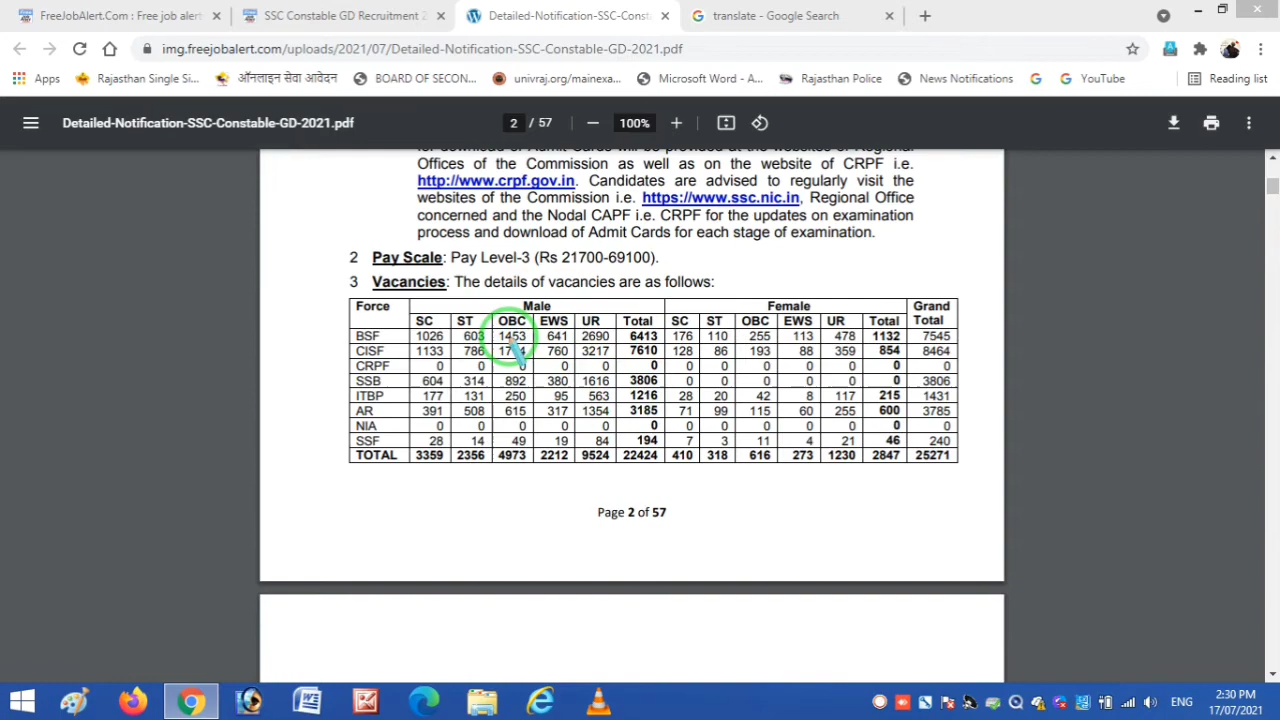 FreeJobAlert.Com : Free job alert
SSC Constable GD Recruitment 2
Detailed-Notification-SSC-Consta
translate - Google Search
img.freejobalert.com/uploads/2021/07/Detailed-Notification-SSC-Constable-GD-2021.pdf
Apps Rajasthan Single Si... ऑनलाइन सेवा आवेदन BOARD OF SECON... univraj.org/mainexa... Microsoft Word - A... Rajasthan Police News Notifications YouTube Reading list
Detailed-Notification-SSC-Constable-GD-2021.pdf 2 / 57 100%
for download of Admit Cards will be provided at the websites of Regional
Offices of the Commission as well as on the website of CRPF i.e.
http://www.crpf.gov.in. Candidates are advised to regularly visit the
websites of the Commission i.e. https://www.ssc.nic.in, Regional Office
concerned and the Nodal CAPF i.e. CRPF for the updates on examination
process and download of Admit Cards for each stage of examination.
2 Pay Scale: Pay Level-3 (Rs 21700-69100).
3 Vacancies: The details of vacancies are as follows:
Force Male Female Grand Total
SC ST OBC EWS UR Total SC ST OBC EWS UR Total
BSF 1026 603 1453 641 2690 6413 176 110 255 113 478 1132 7545
CISF 1133 786 760 3217 7610 128 86 193 88 359 854 8464
CRPF 0 0 0 0 0 0 0 0 0 0 0 0 0
SSB 604 314 892 380 1616 3806 0 0 0 0 0 0 3806
ITBP 177 131 250 95 563 1216 28 20 42 8 117 215 1431
AR 391 508 615 317 1354 3185 71 99 115 60 255 600 3785
NIA 0 0 0 0 0 0 0 0 0 0 0 0 0
SSF 28 14 49 19 84 194 7 3 11 4 21 46 240
TOTAL 3359 2356 4973 2212 9524 22424 410 318 616 273 1230 2847 25271
Page 2 of 57
ENG
2:30 PM
17/07/2021